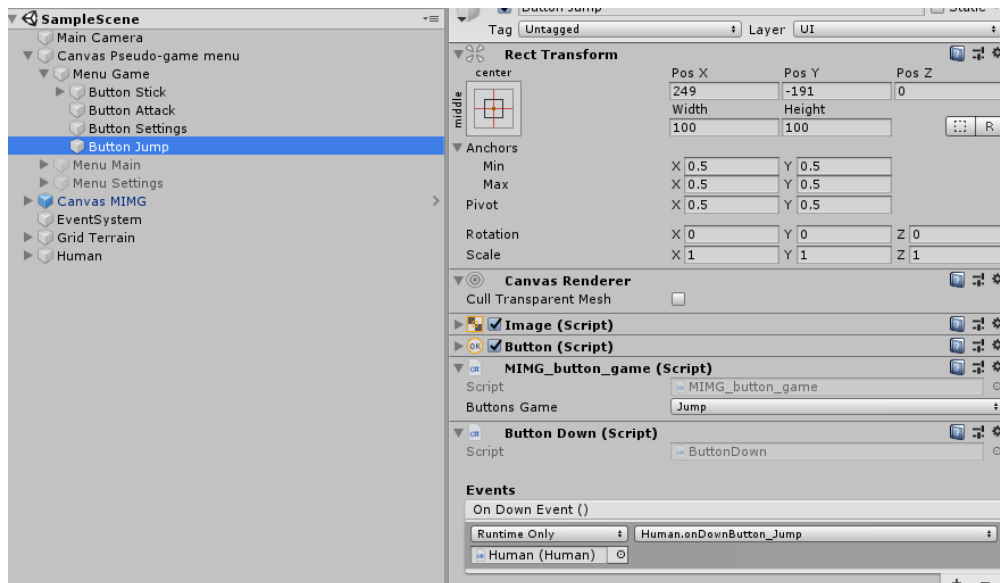 SampleScene
Main Camera
Canvas Pseudo-game menu
Menu Game
Button Stick
Button Attack
Button Settings
Button Jump
Menu Main
Menu Settings
Canvas MIMG
EventSystem
Grid Terrain
Human
Button Jump
Static
Tag Untagged Layer UI
Rect Transform
center Pos X Pos Y Pos Z
middle
249 -191 0
Width Height
100 100 R
Anchors
Min X 0.5 Y 0.5
Max X 0.5 Y 0.5
Pivot X 0.5 Y 0.5
Rotation X 0 Y 0 Z 0
Scale X 1 Y 1 Z 1
Canvas Renderer
Cull Transparent Mesh
Image (Script)
OK Button (Script)
c# MIMG_button_game (Script)
Script MIMG_button_game
Buttons Game Jump
c# Button Down (Script)
Script ButtonDown
Events
On Down Event ()
Runtime Only Human.onDownButton_Jump
Human (Human)